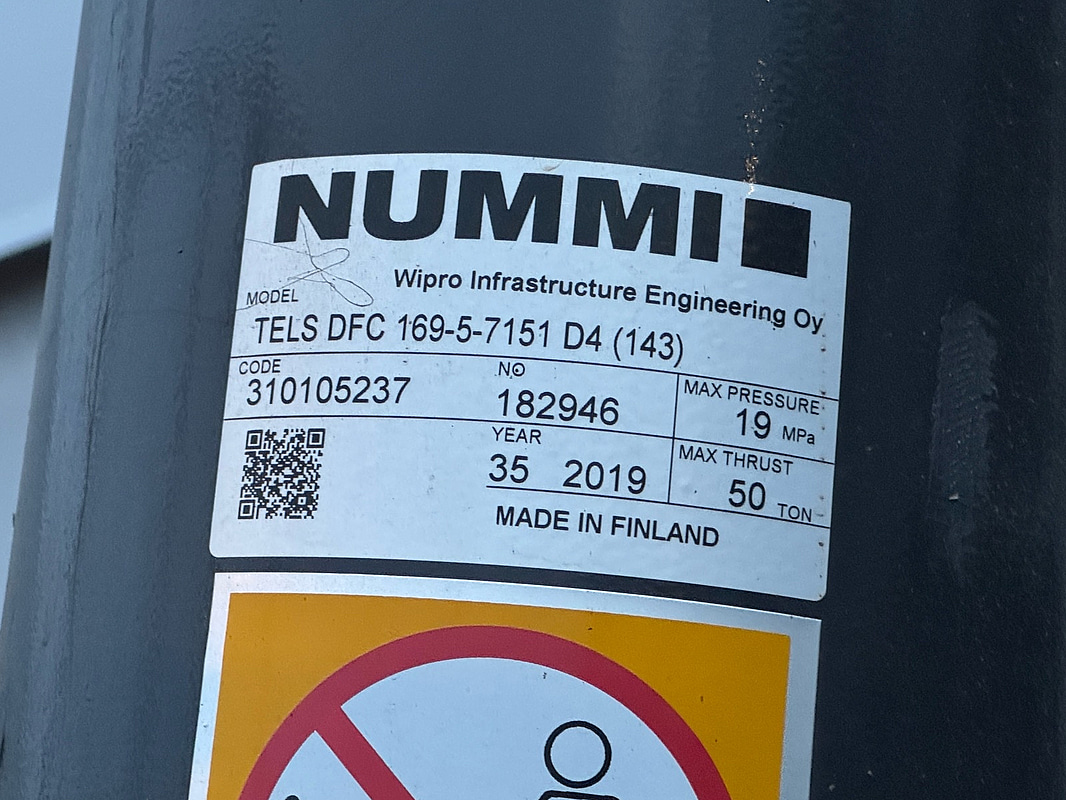 NUMMI
Wipro Infrastructure Engineering Oy
MODEL
TELS DFC 169-5-7151 D4 (143)
CODE
310105237
NO
182946
MAX PRESSURE
19 MPa
YEAR
35 2019
MAX THRUST
50 TON
MADE IN FINLAND